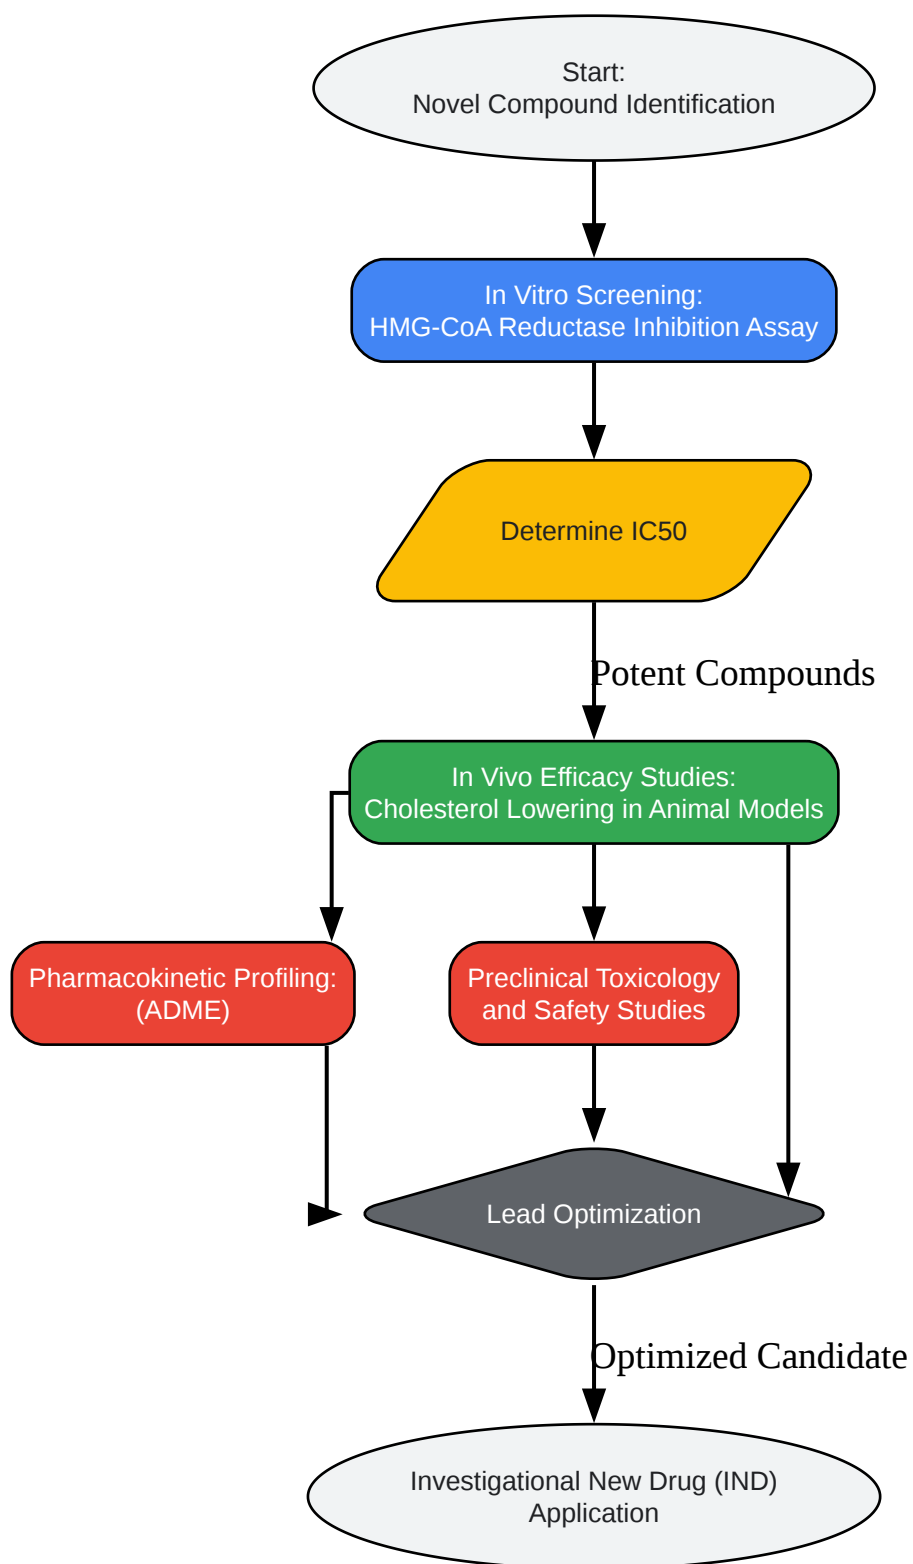 Start:
Novel Compound Identification
In Vitro Screening:
HMG-CoA Reductase Inhibition Assay
Determine IC50
Potent Compounds
In Vivo Efficacy Studies:
Cholesterol Lowering in Animal Models
Pharmacokinetic Profiling:
(ADME)
Preclinical Toxicology
and Safety Studies
Lead Optimization
Optimized Candidate
Investigational New Drug (IND)
Application